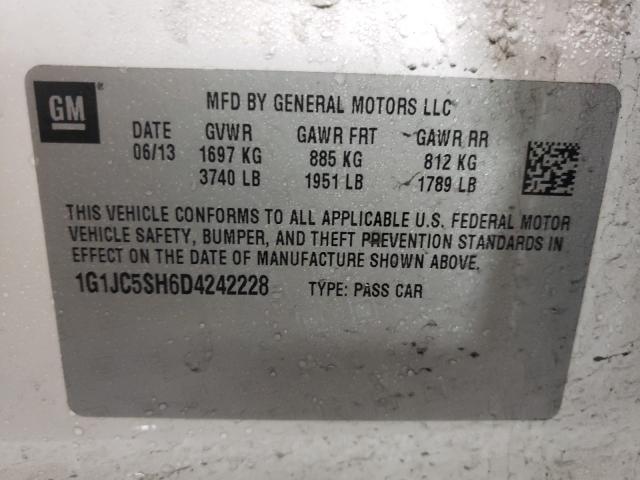 GM
MFD BY GENERAL MOTORS LLC
DATE GVWR GAWR FRT GAWR RR
06/13 1697 KG 885 KG 812 KG
3740 LB 1951 LB 1789 LB
THIS VEHICLE CONFORMS TO ALL APPLICABLE U.S. FEDERAL MOTOR
VEHICLE SAFETY, BUMPER, AND THEFT PREVENTION STANDARDS IN
EFFECT ON THE DATE OF MANUFACTURE SHOWN ABOVE.
1G1JC5SH6D4242228 TYPE: PASS CAR